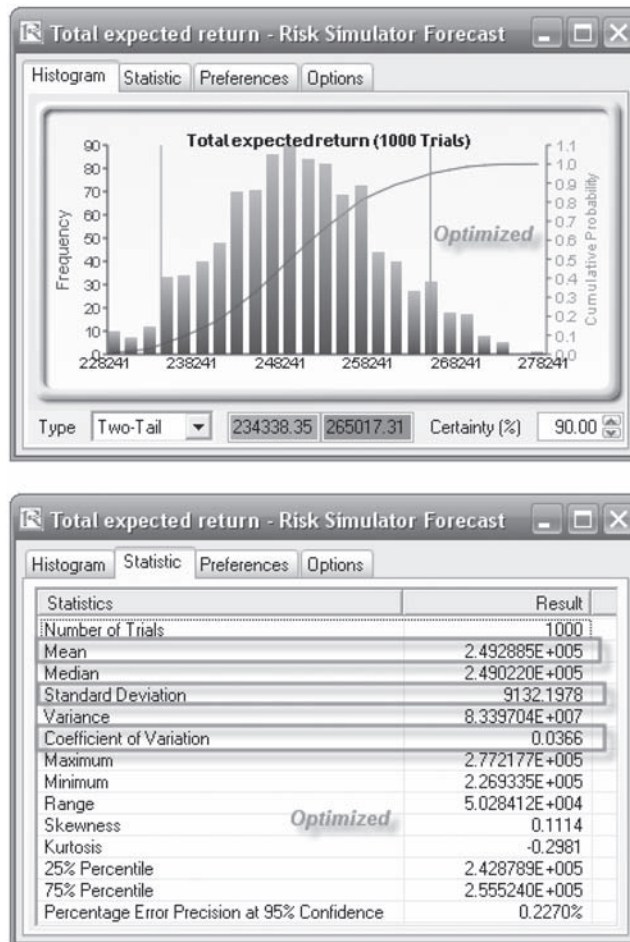 Total expected return - Risk Simulator Forecast
Histogram Statistic Preferences Options
Total expected return (1000 Trials)
90
80
70
60
50
40
30
20
10
0
Frequency
1.1
1.0
0.9
0.8
0.7
0.6
0.5
0.4
0.3
0.2
0.1
0.0
Cumulative Probability
Optimized
228241 238241 248241 258241 268241 278241
Type Two-Tail 234338.35 265017.31 Certainty (%) 90.00
Total expected return - Risk Simulator Forecast
Histogram Statistic Preferences Options
Statistics Result
Number of Trials 1000
Mean 2.492885E+005
Median 2.490220E+005
Standard Deviation 9132.1978
Variance 8.339704E+007
Coefficient of Variation 0.0366
Maximum 2.772177E+005
Minimum 2.269335E+005
Range 5.028412E+004
Skewness 0.1114
Optimized
Kurtosis -0.2981
25% Percentile 2.428789E+005
75% Percentile 2.555240E+005
Percentage Error Precision at 95% Confidence 0.2270%